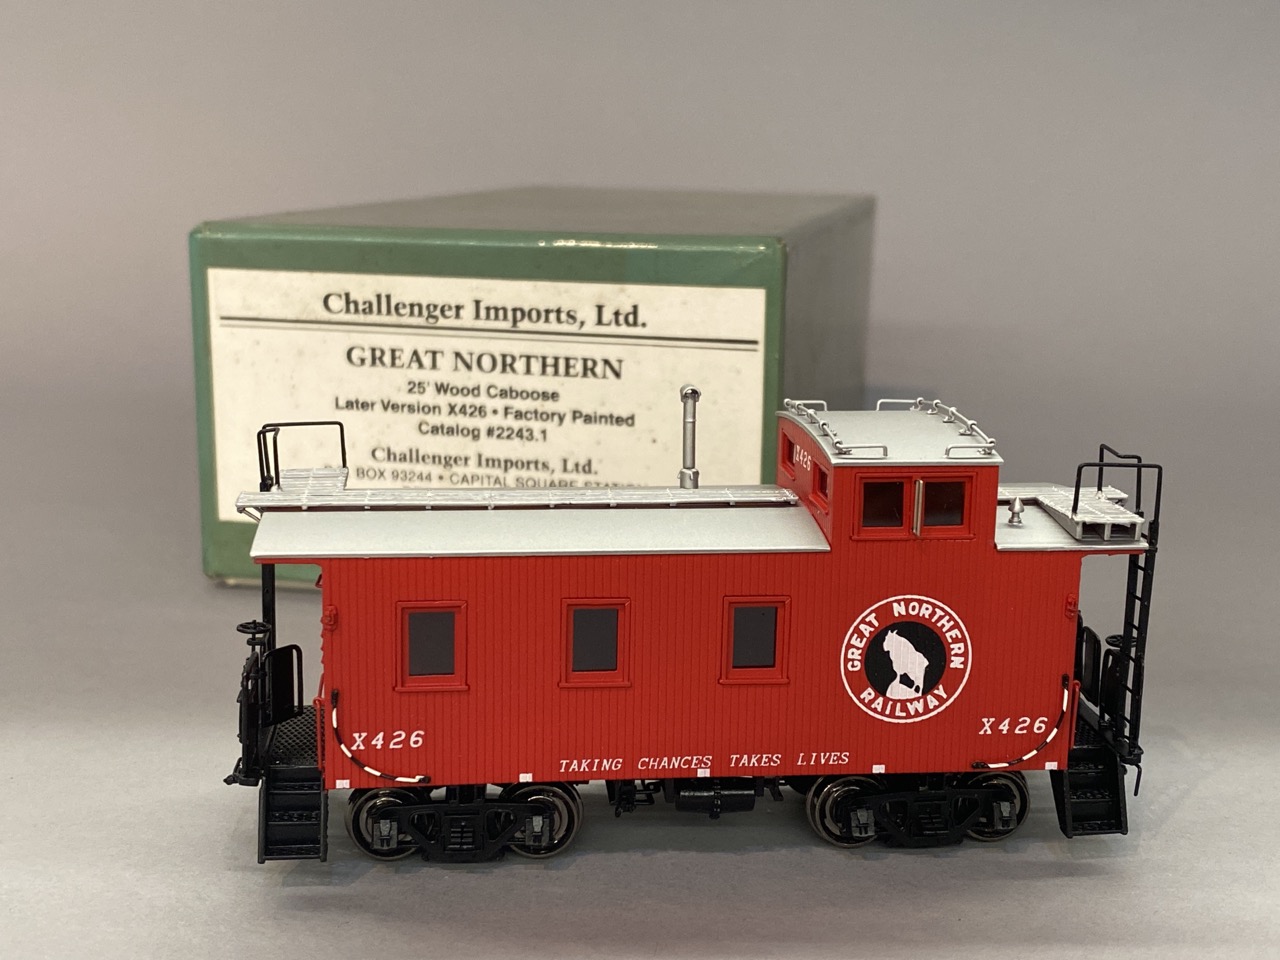 Challenger Imports, Ltd.
GREAT NORTHERN
25' Wood Caboose
Later Version X426 • Factory Painted
Catalog #2243.1
Challenger Imports, Ltd.
BOX 93244 • CAPITAL SQUARE
X426
GREAT NORTHERN
RAILWAY
X426
X426
TAKING CHANCES TAKES LIVES